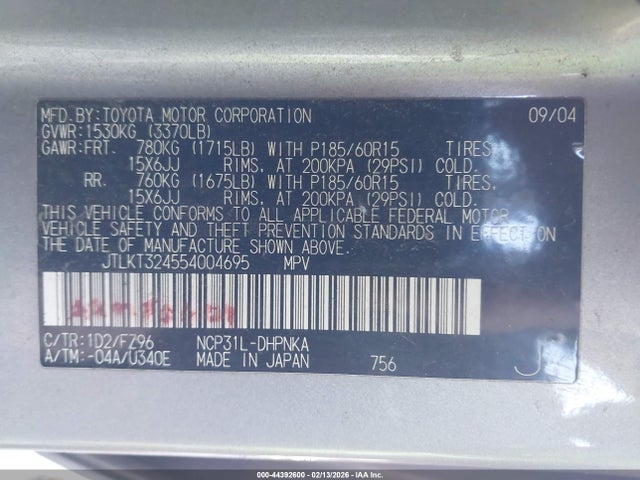 MFD.BY:TOYOTA MOTOR CORPORATION 09/04
GVWR:1530KG (3370LB)
GAWR:FRT. 780KG (1715LB) WITH P185/60R15 TIRES,
15X6JJ RIMS, AT 200KPA (29PSI) COLD.
RR. 760KG (1675LB) WITH P185/60R15 TIRES,
15X6JJ RIMS, AT 200KPA (29PSI) COLD.
THIS VEHICLE CONFORMS TO ALL APPLICABLE FEDERAL MOTOR
VEHICLE SAFETY AND THEFT PREVENTION STANDARDS IN EFFECT ON
THE DATE OF MANUFACTURE SHOWN ABOVE.
JTLKT324554004695 MPV
C/TR:1D2/FZ96 NCP31L-DHPNKA
A/TM:-04A/U340E MADE IN JAPAN 756 J
000-44392600 - 02/13/2026 - IAA Inc.